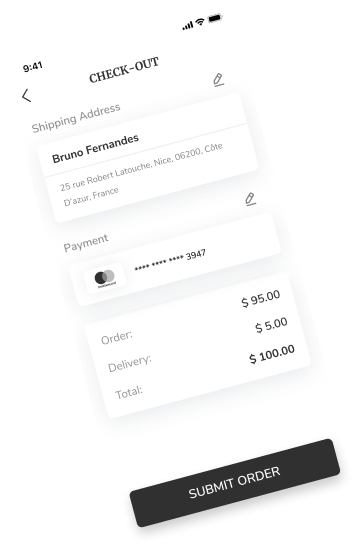 9:41
CHECK-OUT
Shipping Address
Bruno Fernandes
25 rue Robert Latouche, Nice, 06200, Côte
D'azur, France
Payment
**** **** **** 3947
Order: $ 95.00
Delivery: $ 5.00
Total: $ 100.00
SUBMIT ORDER